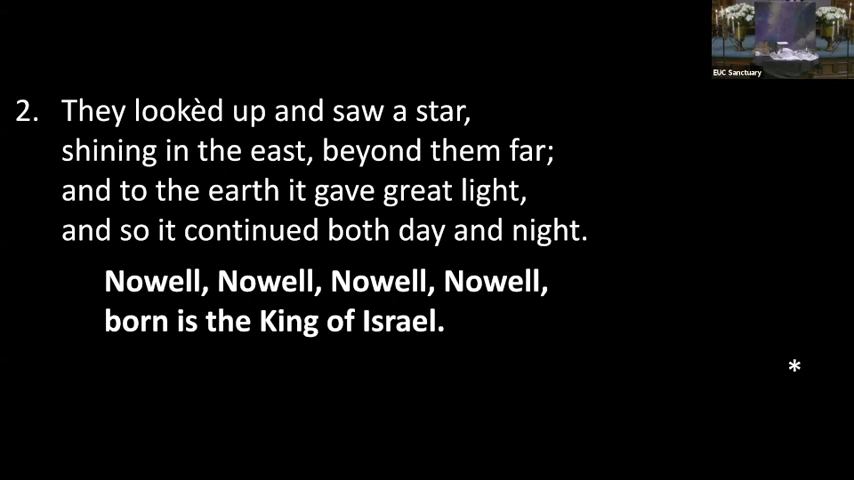 EUC Sanctuary
2. They lookèd up and saw a star,
shining in the east, beyond them far;
and to the earth it gave great light,
and so it continued both day and night.
Nowell, Nowell, Nowell, Nowell,
born is the King of Israel.
*